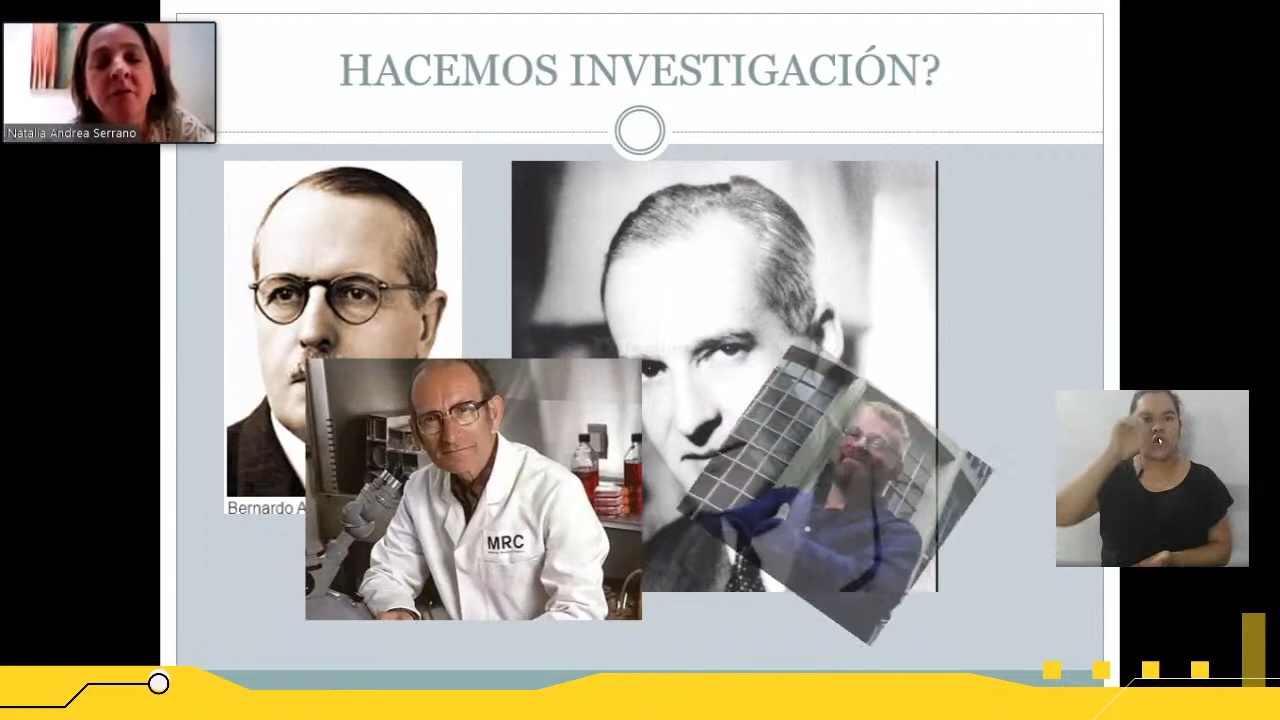 HACEMOS INVESTIGACIÓN?
Natalia Andrea Serrano
Bernardo A
MRC